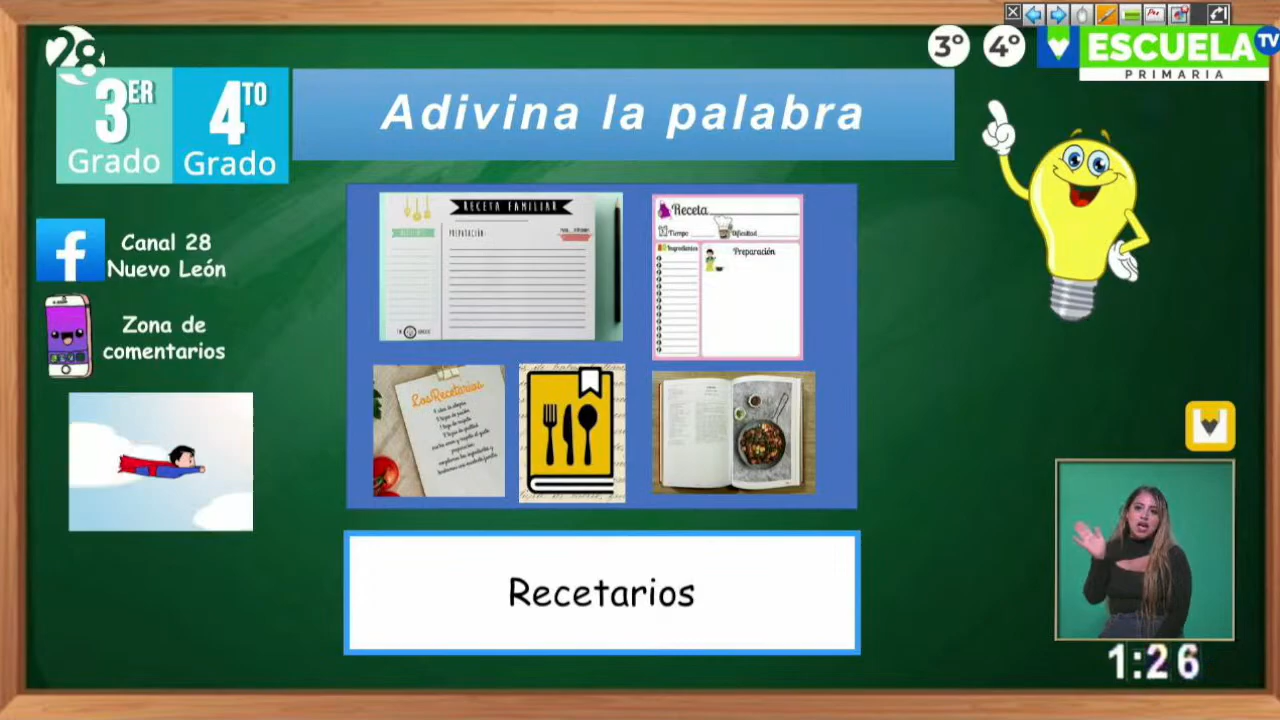 28
3° 4°
ESCUELA TV
PRIMARIA
3ER Grado
4TO Grado
Adivina la palabra
Canal 28
Nuevo León
Zona de
comentarios
RECETA FAMILIAR
PREPARACIÓN:
Receta
Tiempo Dificultad
Ingredientes
Preparación
Los Recetarios
Recetarios
1:26